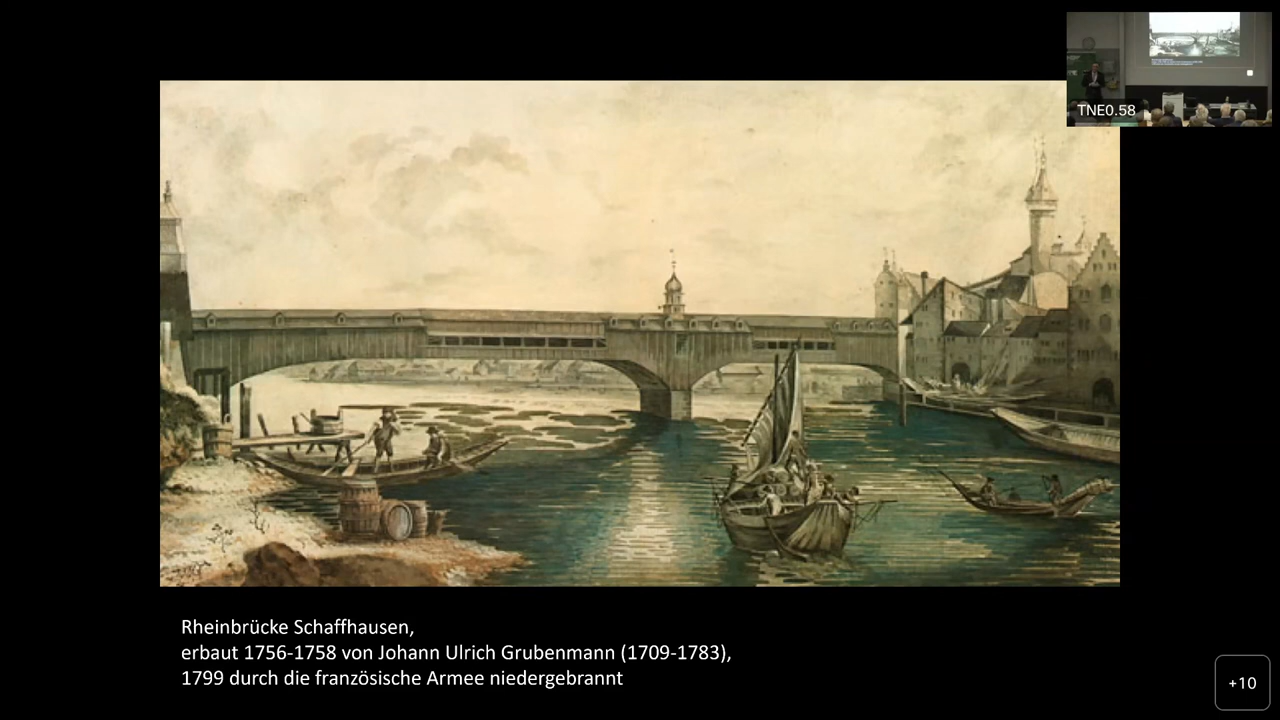 TNE0.58
Rheinbrücke Schaffhausen,
erbaut 1756-1758 von Johann Ulrich Grubenmann (1709-1783),
1799 durch die französische Armee niedergebrannt
+10